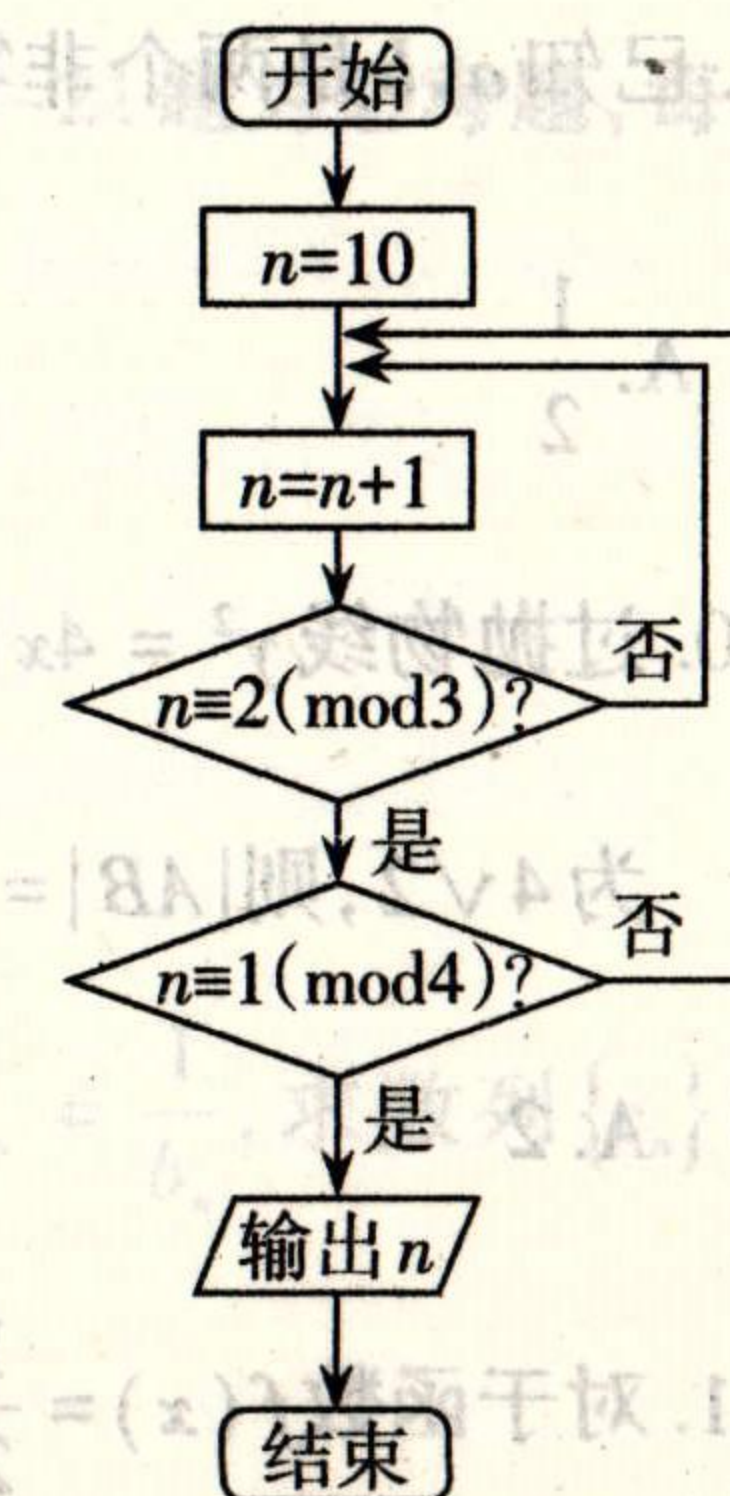 开始
n=10
n=n+1
否
n≡2(mod3)?
是
否
n≡1(mod4)?
是
输出n
结束